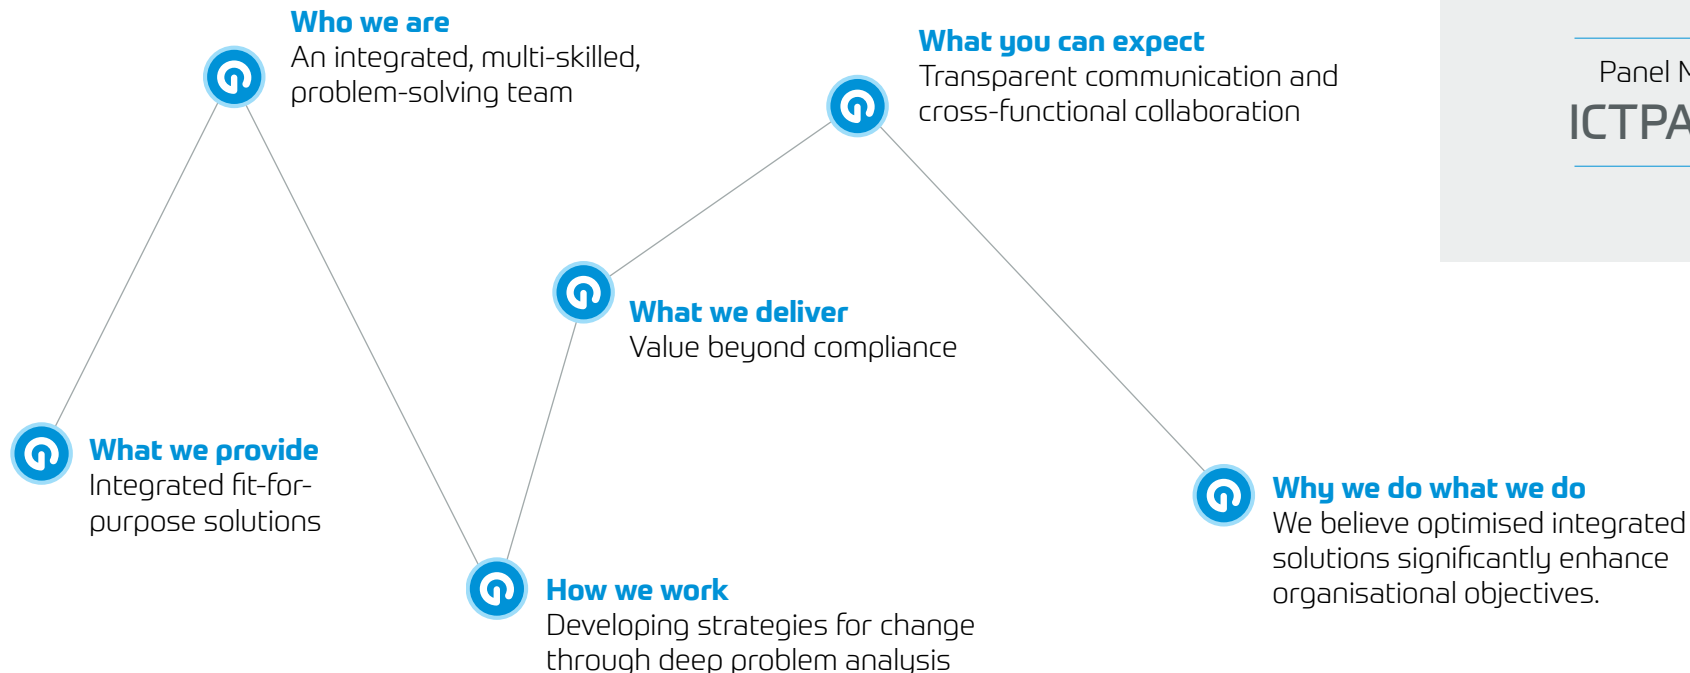 Who we are
An integrated, multi-skilled,
problem-solving team
What you can expect
Transparent communication and
cross-functional collaboration
Panel
What we deliver
Value beyond compliance
What we provide
Integrated fit-for-
purpose solutions
How we work
Developing strategies for change
through deep problem analysis
Why we do what we do
We believe optimised integrated
solutions significantly enhance
organisational objectives.